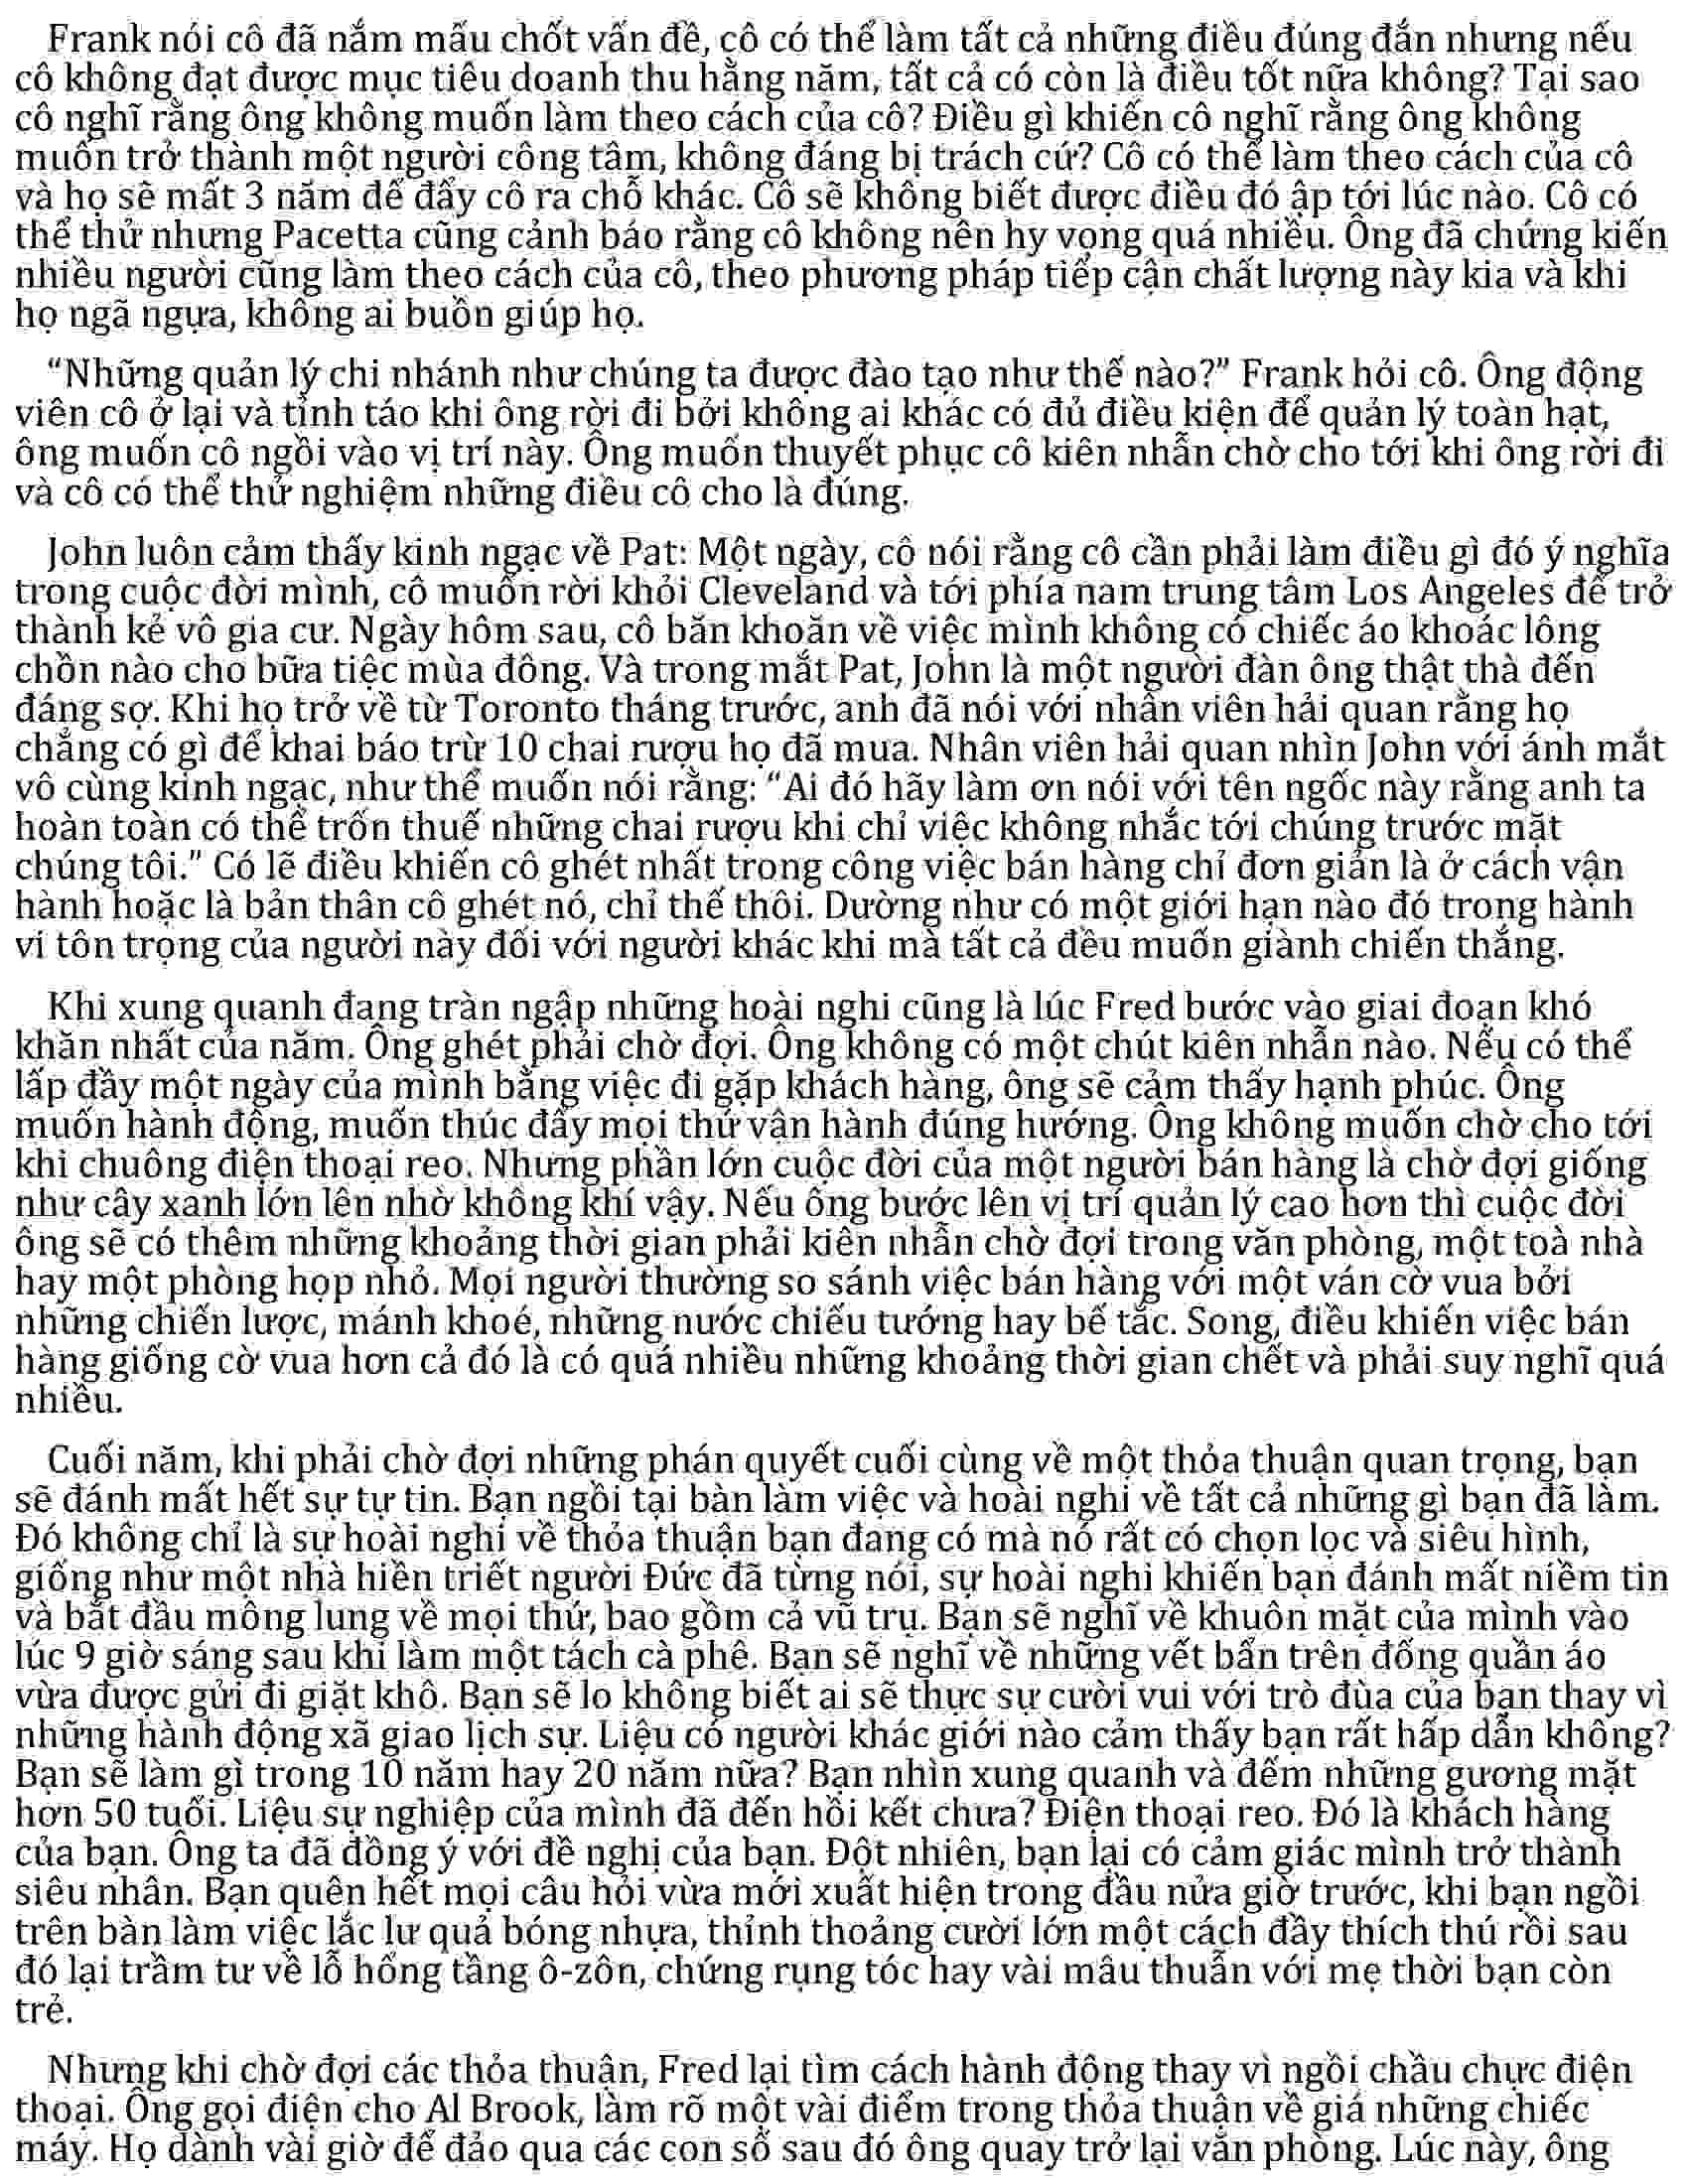 Frank nói cô đã nắm mấu chốt vấn đề, cô có thể làm tất cả những điều đúng đắn nhưng nếu
cô không đạt được mục tiêu doanh thu hằng năm, tất cả có còn là điều tốt nữa không? Tại sao
cô nghĩ rằng ông không muốn làm theo cách của cô? Điều gì khiến cô nghĩ rằng ông không
muốn trở thành một người công tâm, không đáng bị trách cứ? Cô có thể làm theo cách của cô
và họ sẽ mất 3 năm để đẩy cô ra chỗ khác. Cô sẽ không biết được điều đó ập tới lúc nào. Cô có
thể thử nhưng Pacetta cũng cảnh báo rằng cô không nên hy vọng quá nhiều. Ông đã chứng kiến
nhiều người cũng làm theo cách của cô, theo phương pháp tiếp cận chất lượng này kia và khi
họ ngã ngựa, không ai buồn giúp họ.
“Những quản lý chi nhánh như chúng ta được đào tạo như thế nào?” Frank hỏi cô. Ông động
viên cô ở lại và tỉnh táo khi ông rời đi bởi không ai khác có đủ điều kiện để quản lý toàn hạt,
ông muốn cô ngồi vào vị trí này. Ông muốn thuyết phục cô kiên nhẫn chờ cho tới khi ông rời đi
và cô có thể thử nghiệm những điều cô cho là đúng.
John luôn cảm thấy kinh ngạc về Pat: Một ngày, cô nói rằng cô cần phải làm điều gì đó ý nghĩa
trong cuộc đời mình, cô muốn rời khỏi Cleveland và tới phía nam trung tâm Los Angeles để trở
thành kẻ vô gia cư. Ngày hôm sau, cô băn khoăn về việc mình không có chiếc áo khoác lông
chồn nào cho bữa tiệc mùa đông. Và trong mắt Pat, John là một người đàn ông thật thà đến
đáng sợ. Khi họ trở về từ Toronto tháng trước, anh đã nói với nhân viên hải quan rằng họ
chẳng có gì để khai báo trừ 10 chai rượu họ đã mua. Nhân viên hải quan nhìn John với ánh mắt
vô cùng kinh ngạc, như thể muốn nói rằng: “Ai đó hãy làm ơn nói với tên ngốc này rằng anh ta
hoàn toàn có thể trốn thuế những chai rượu khi chỉ việc không nhắc tới chúng trước mặt
chúng tôi.” Có lẽ điều khiến cô ghét nhất trong công việc bán hàng chỉ đơn giản là ở cách vận
hành hoặc là bản thân cô ghét nó, chỉ thế thôi. Dường như có một giới hạn nào đó trong hành
vi tôn trọng của người này đối với người khác khi mà tất cả đều muốn giành chiến thắng.
Khi xung quanh đang tràn ngập những hoài nghi cũng là lúc Fred bước vào giai đoạn khó
khăn nhất của năm. Ông ghét phải chờ đợi. Ông không có một chút kiên nhẫn nào. Nếu có thể
lấp đầy một ngày của mình bằng việc đi gặp khách hàng, ông sẽ cảm thấy hạnh phúc. Ông
muốn hành động, muốn thúc đẩy mọi thứ vận hành đúng hướng. Ông không muốn chờ cho tới
khi chuông điện thoại reo. Nhưng phần lớn cuộc đời của một người bán hàng là chờ đợi giống
như cây xanh lớn lên nhờ không khí vậy. Nếu ông bước lên vị trí quản lý cao hơn thì cuộc đời
ông sẽ có thêm những khoảng thời gian phải kiên nhẫn chờ đợi trong văn phòng, một toà nhà
hay một phòng họp nhỏ. Mọi người thường so sánh việc bán hàng với một ván cờ vua bởi
những chiến lược, mánh khoé, những nước chiếu tướng hay bế tắc. Song, điều khiến việc bán
hàng giống cờ vua hơn cả đó là có quá nhiều những khoảng thời gian chết và phải suy nghĩ quá
nhiều.
Cuối năm, khi phải chờ đợi những phán quyết cuối cùng về một thỏa thuận quan trọng, bạn
sẽ đánh mất hết sự tự tin. Bạn ngồi tại bàn làm việc và hoài nghi về tất cả những gì bạn đã làm.
Đó không chỉ là sự hoài nghi về thỏa thuận bạn đang có mà nó rất có chọn lọc và siêu hình,
giống như một nhà hiền triết người Đức đã từng nói, sự hoài nghi khiến bạn đánh mất niềm tin
và bắt đầu mông lung về mọi thứ, bao gồm cả vũ trụ. Bạn sẽ nghĩ về khuôn mặt của mình vào
lúc 9 giờ sáng sau khi làm một tách cà phê. Bạn sẽ nghĩ về những vết bẩn trên đống quần áo
vừa được gửi đi giặt khô. Bạn sẽ lo không biết ai sẽ thực sự cười vui với trò đùa của bạn thay vì
những hành động xã giao lịch sự. Liệu có người khác giới nào cảm thấy bạn rất hấp dẫn không?
Bạn sẽ làm gì trong 10 năm hay 20 năm nữa? Bạn nhìn xung quanh và đếm những gương mặt
hơn 50 tuổi. Liệu sự nghiệp của mình đã đến hồi kết chưa? Điện thoại reo. Đó là khách hàng
của bạn. Ông ta đã đồng ý với đề nghị của bạn. Đột nhiên, bạn lại có cảm giác mình trở thành
siêu nhân. Bạn quên hết mọi câu hỏi vừa mới xuất hiện trong đầu nửa giờ trước, khi bạn ngồi
trên bàn làm việc lắc lư quả bóng nhựa, thỉnh thoảng cười lớn một cách đầy thích thú rồi sau
đó lại trầm tư về lỗ hổng tầng ô-zôn, chứng rụng tóc hay vài mâu thuẫn với mẹ thời bạn còn
trẻ.
Nhưng khi chờ đợi các thỏa thuận, Fred lại tìm cách hành động thay vì ngồi chầu chực điện
thoại. Ông gọi điện cho Al Brook, làm rõ một vài điểm trong thỏa thuận về giá những chiếc
máy. Họ dành vài giờ để đảo qua các con số sau đó ông quay trở lại văn phòng. Lúc này, ông